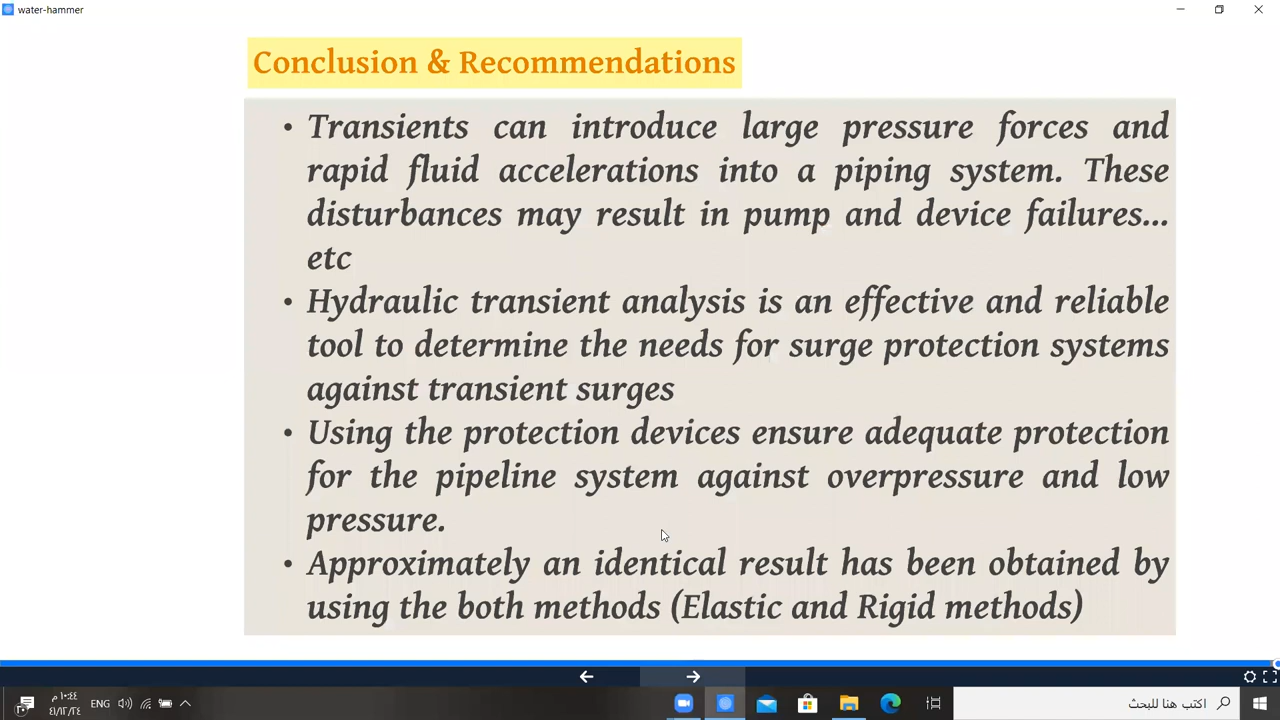 water-hammer
Conclusion & Recommendations
• Transients can introduce large pressure forces and
rapid fluid accelerations into a piping system. These
disturbances may result in pump and device failures...
etc
• Hydraulic transient analysis is an effective and reliable
tool to determine the needs for surge protection systems
against transient surges
• Using the protection devices ensure adequate protection
for the pipeline system against overpressure and low
pressure.
• Approximately an identical result has been obtained by
using the both methods (Elastic and Rigid methods)
١٠:٤٤ م
ENG
اكتب هنا للبحث